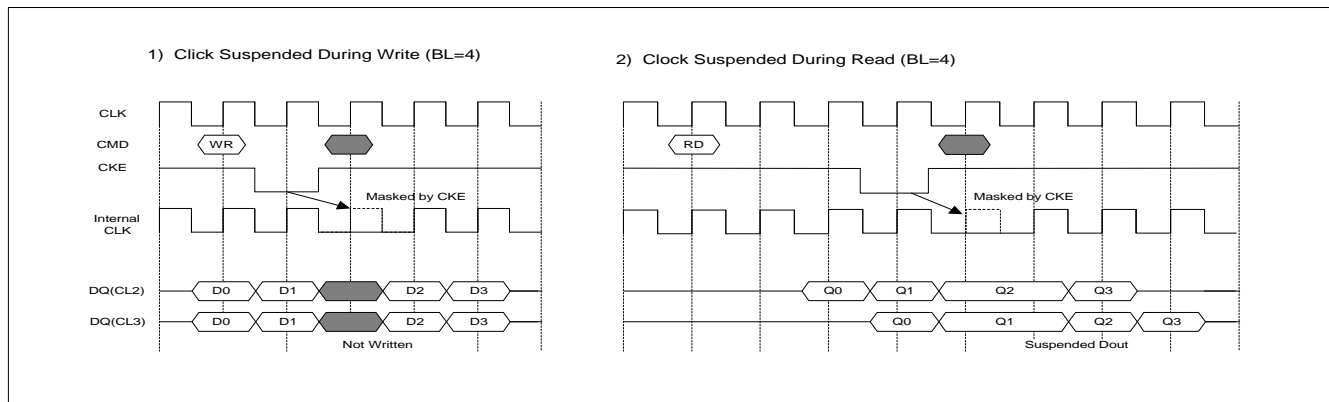 1) Click Suspended During Write (BL=4)
2) Clock Suspended During Read (BL=4)
CLK
CMD
WR
RD
CKE
Masked by CKE
Masked by CKE
Internal
CLK
DQ(CL2)
D0 D1 D2 D3
Q0 Q1 Q2 Q3
DQ(CL3)
D0 D1 D2 D3
Q0 Q1 Q2 Q3
Not Written
Suspended Dout